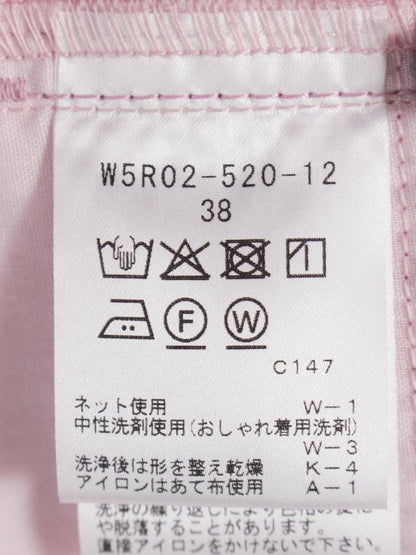 W5R02-520-12
38
F W
C147
ネット使用 W-1
中性洗剤使用(おしゃれ着用洗剤)
W-3
洗浄後は形を整え乾燥 K-4
アイロンはあて布使用 A-1
や脱落することがあります。
直接アイロンをかけないで下さい。